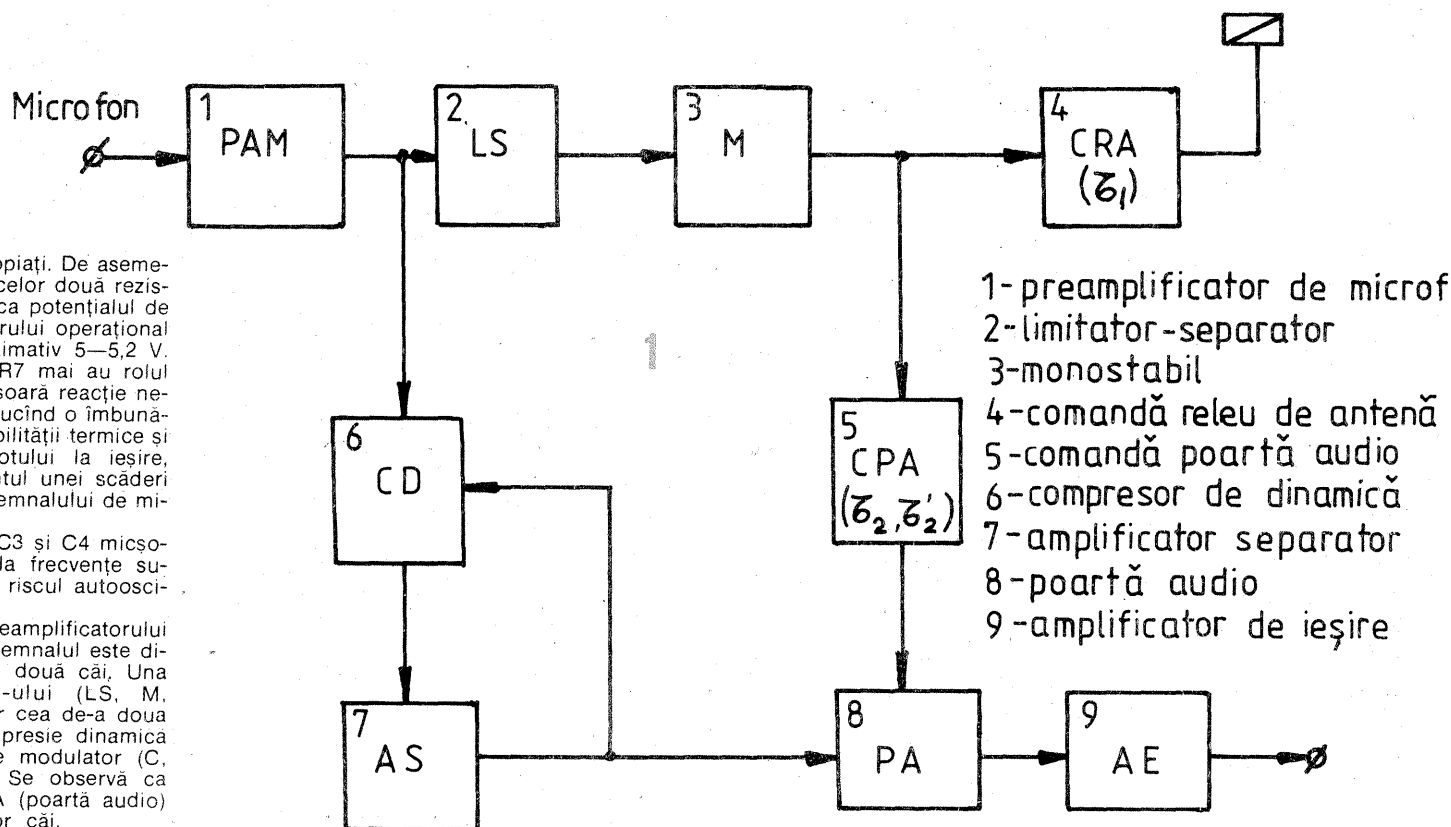 Microfon
1
PAM
2.
LS
3
M
4
CRA
(τ₁)
opiați. De aseme-
celor două rezis-
ca potențialul de
rului operațional
imativ 5—5,2 V.
R7 mai au rolul
șoară reacție ne-
ucînd o îmbună-
bilității termice și
otului la ieșire,
tul unei scăderi
emnalului de mi-
C3 și C4 micșo-
la frecvențe su-
riscul autoosci-
eamplificatorului
emnalul este di-
două căi. Una
-ului (LS, M,
r cea de-a doua
presie dinamică
e modulator (C,
Se observă ca
A (poartă audio)
or căi.
1
1-preamplificator de microf
2-limitator-separator
3-monostabil
4-comandă releu de antenă
5-comandă poartă audio
6-compresor de dinamică
7-amplificator separator
8-poartă audio
9-amplificator de ieșire
6
CD
5
CPA
(τ₂,τ₂')
7
AS
8
PA
9
AE